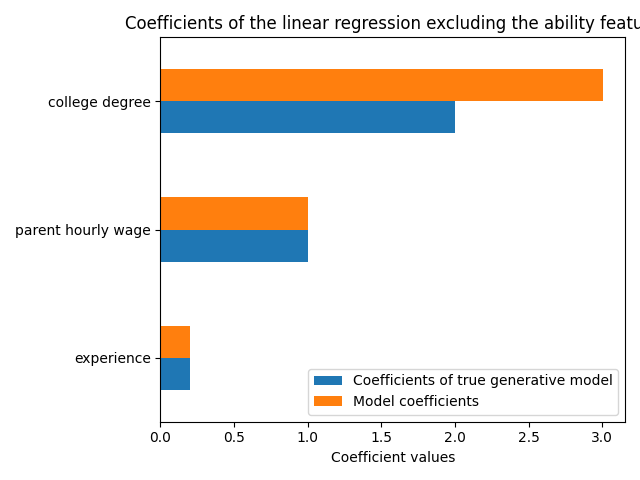 Coefficients of the linear regression excluding the ability featu
college degree
parent hourly wage
experience
Coefficients of true generative model
Model coefficients
0.0 0.5 1.0 1.5 2.0 2.5 3.0
Coefficient values